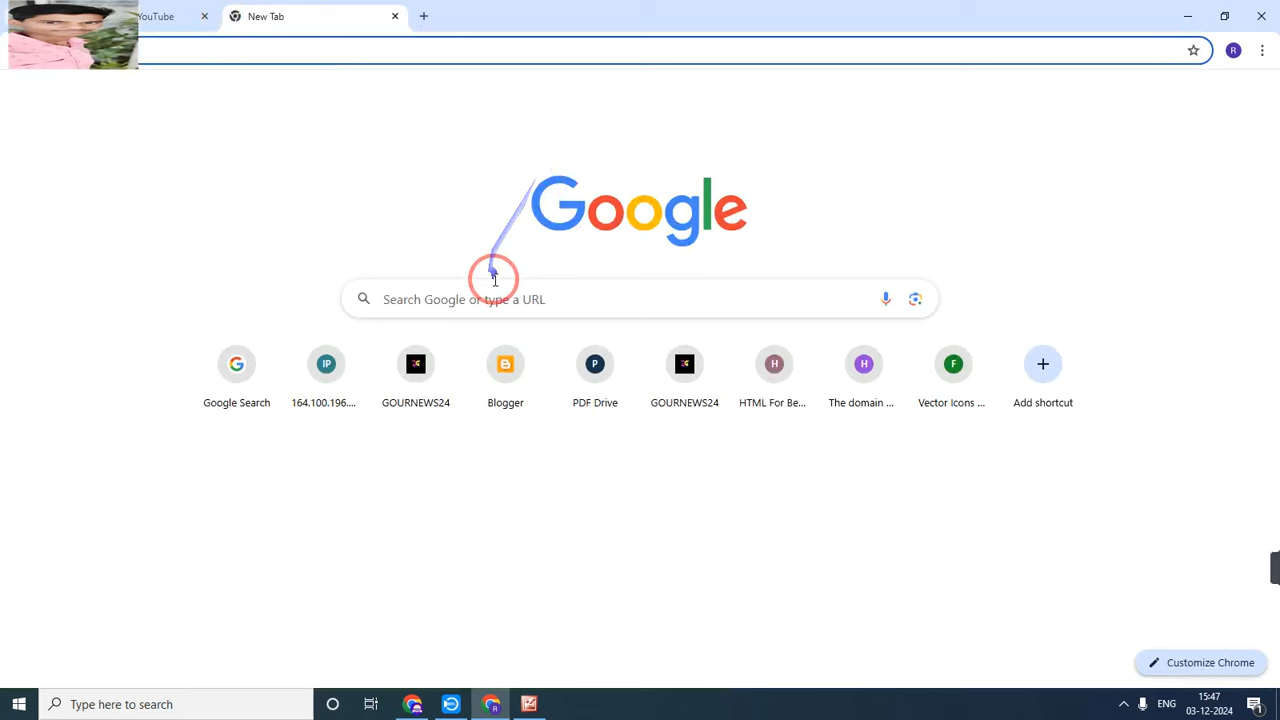 YouTube
New Tab
R
Google
Search Google or type a URL
G IP B P H H F
Google Search 164.100.196.... GOURNEWS24 Blogger PDF Drive GOURNEWS24 HTML For Be... The domain ... Vector Icons ... Add shortcut
Customize Chrome
Type here to search
R
ENG
15:47
03-12-2024
1